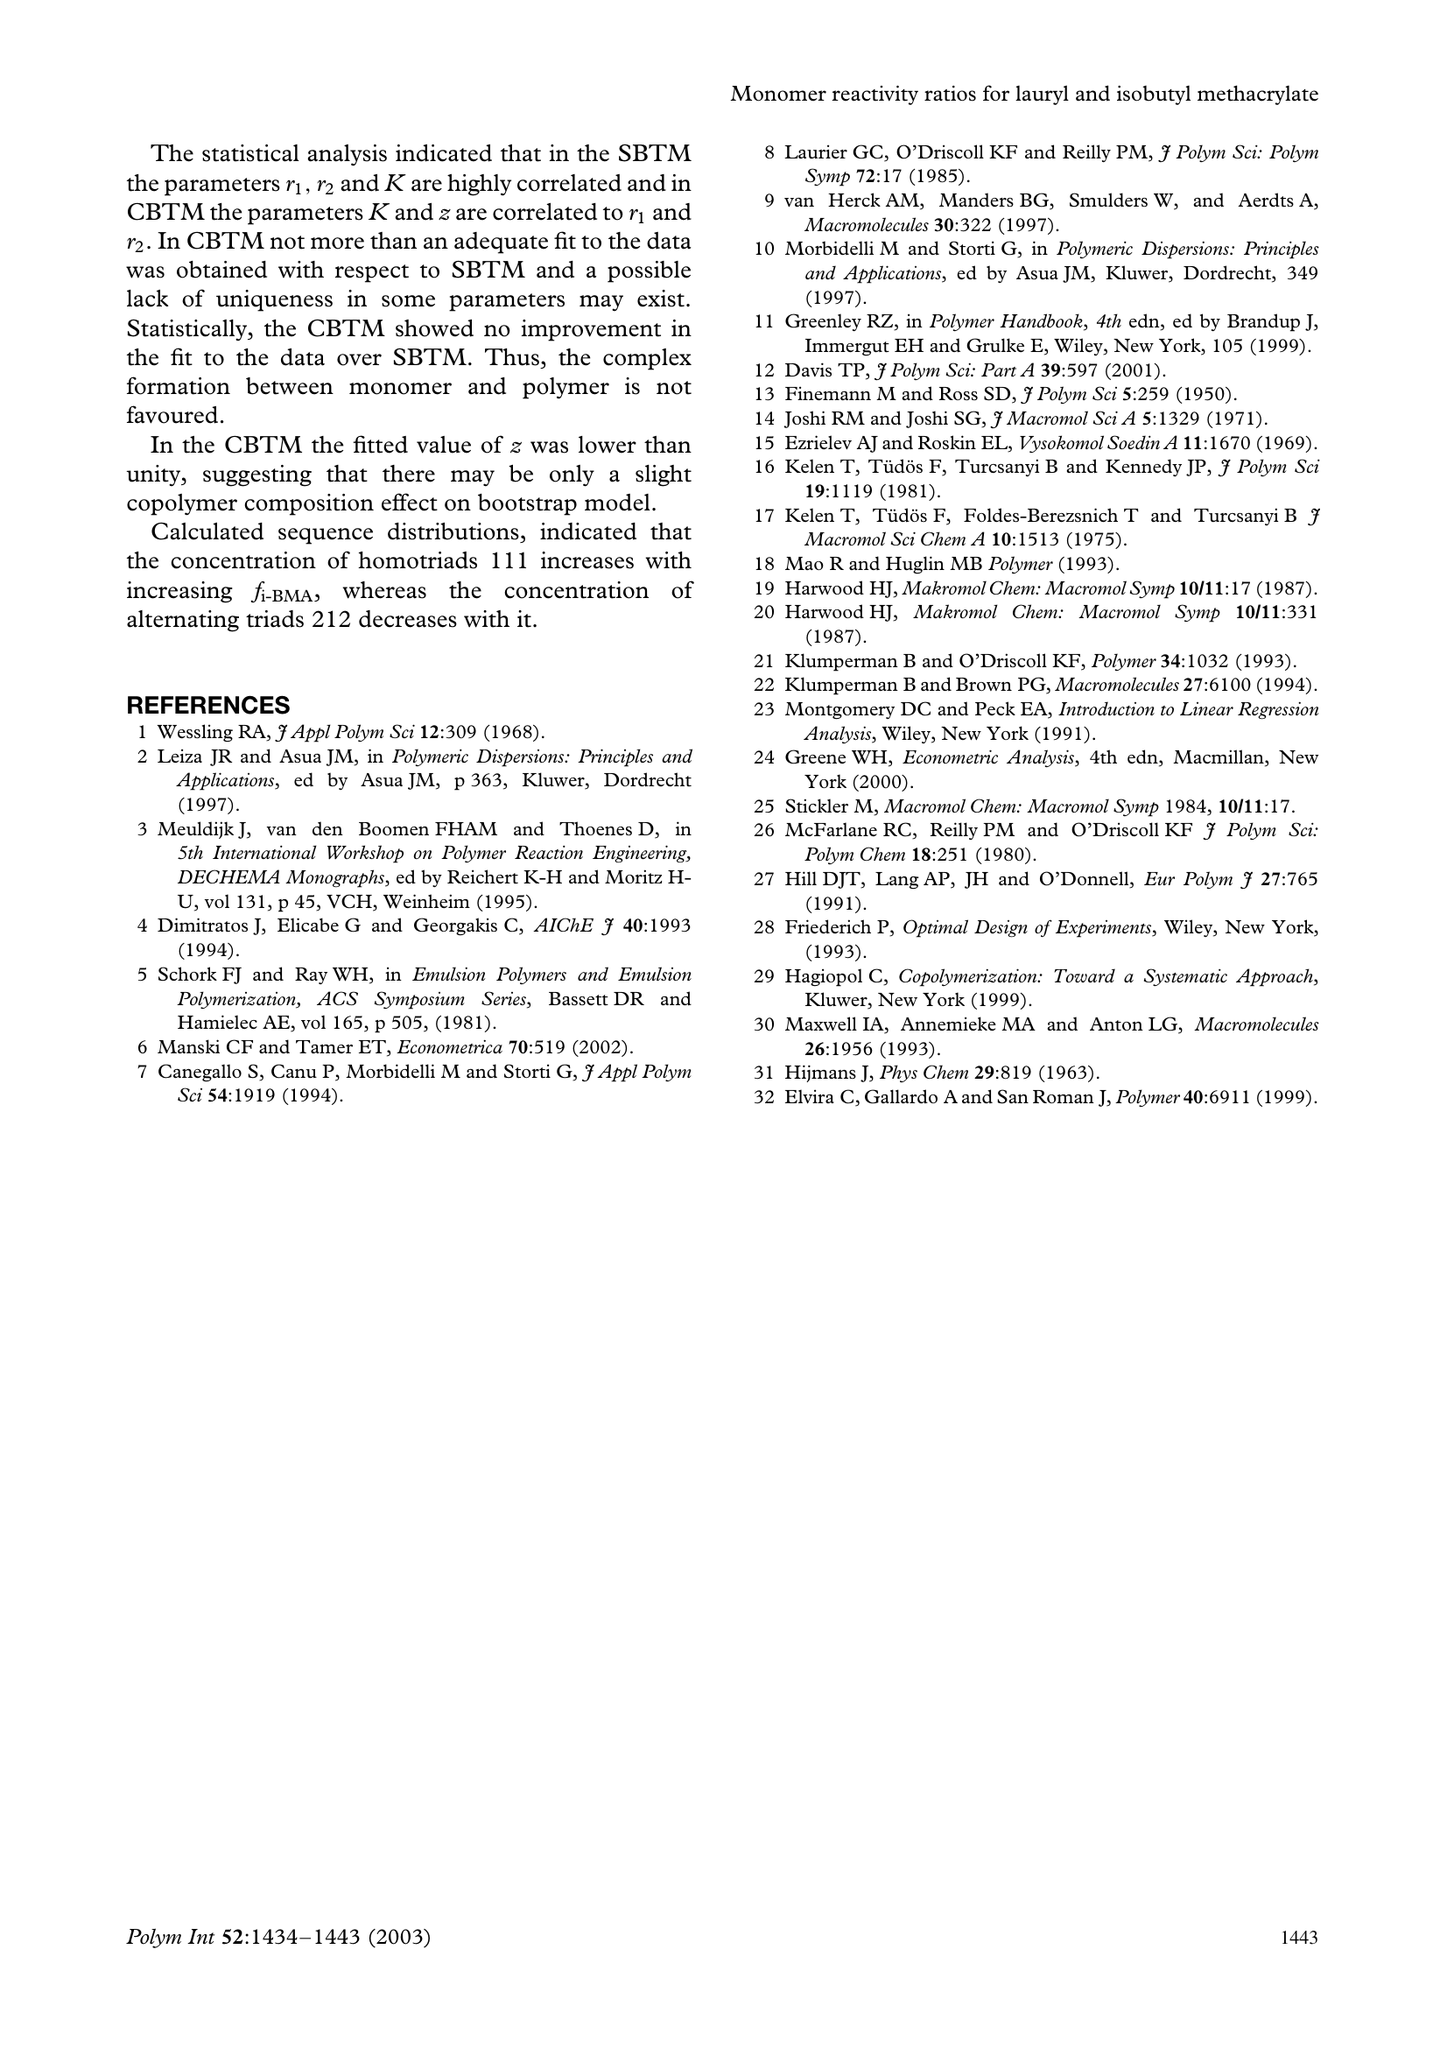 Monomer reactivity ratios for lauryl and isobutyl methacrylate
The statistical analysis indicated that in the SBTM
the parameters r1, r2 and K are highly correlated and in
CBTM the parameters K and z are correlated to r1 and
r2. In CBTM not more than an adequate fit to the data
was obtained with respect to SBTM and a possible
lack of uniqueness in some parameters may exist.
Statistically, the CBTM showed no improvement in
the fit to the data over SBTM. Thus, the complex
formation between monomer and polymer is not
favoured.
In the CBTM the fitted value of z was lower than
unity, suggesting that there may be only a slight
copolymer composition effect on bootstrap model.
Calculated sequence distributions, indicated that
the concentration of homotriads 111 increases with
increasing fi-BMA, whereas the concentration of
alternating triads 212 decreases with it.
REFERENCES
1 Wessling RA, J Appl Polym Sci 12:309 (1968).
2 Leiza JR and Asua JM, in Polymeric Dispersions: Principles and
Applications, ed by Asua JM, p 363, Kluwer, Dordrecht
(1997).
3 Meuldijk J, van den Boomen FHAM and Thoenes D, in
5th International Workshop on Polymer Reaction Engineering,
DECHEMA Monographs, ed by Reichert K-H and Moritz H-
U, vol 131, p 45, VCH, Weinheim (1995).
4 Dimitratos J, Elicabe G and Georgakis C, AIChE J 40:1993
(1994).
5 Schork FJ and Ray WH, in Emulsion Polymers and Emulsion
Polymerization, ACS Symposium Series, Bassett DR and
Hamielec AE, vol 165, p 505, (1981).
6 Manski CF and Tamer ET, Econometrica 70:519 (2002).
7 Canegallo S, Canu P, Morbidelli M and Storti G, J Appl Polym
Sci 54:1919 (1994).
8 Laurier GC, O'Driscoll KF and Reilly PM, J Polym Sci: Polym
Symp 72:17 (1985).
9 van Herck AM, Manders BG, Smulders W, and Aerdts A,
Macromolecules 30:322 (1997).
10 Morbidelli M and Storti G, in Polymeric Dispersions: Principles
and Applications, ed by Asua JM, Kluwer, Dordrecht, 349
(1997).
11 Greenley RZ, in Polymer Handbook, 4th edn, ed by Brandup J,
Immergut EH and Grulke E, Wiley, New York, 105 (1999).
12 Davis TP, J Polym Sci: Part A 39:597 (2001).
13 Finemann M and Ross SD, J Polym Sci 5:259 (1950).
14 Joshi RM and Joshi SG, J Macromol Sci A 5:1329 (1971).
15 Ezrielev AJ and Roskin EL, Vysokomol Soedin A 11:1670 (1969).
16 Kelen T, Tüdös F, Turcsanyi B and Kennedy JP, J Polym Sci
19:1119 (1981).
17 Kelen T, Tüdös F, Foldes-Berezsnich T and Turcsanyi B J
Macromol Sci Chem A 10:1513 (1975).
18 Mao R and Huglin MB Polymer (1993).
19 Harwood HJ, Makromol Chem: Macromol Symp 10/11:17 (1987).
20 Harwood HJ, Makromol Chem: Macromol Symp 10/11:331
(1987).
21 Klumperman B and O'Driscoll KF, Polymer 34:1032 (1993).
22 Klumperman B and Brown PG, Macromolecules 27:6100 (1994).
23 Montgomery DC and Peck EA, Introduction to Linear Regression
Analysis, Wiley, New York (1991).
24 Greene WH, Econometric Analysis, 4th edn, Macmillan, New
York (2000).
25 Stickler M, Macromol Chem: Macromol Symp 1984, 10/11:17.
26 McFarlane RC, Reilly PM and O'Driscoll KF J Polym Sci:
Polym Chem 18:251 (1980).
27 Hill DJT, Lang AP, JH and O'Donnell, Eur Polym J 27:765
(1991).
28 Friederich P, Optimal Design of Experiments, Wiley, New York,
(1993).
29 Hagiopol C, Copolymerization: Toward a Systematic Approach,
Kluwer, New York (1999).
30 Maxwell IA, Annemieke MA and Anton LG, Macromolecules
26:1956 (1993).
31 Hijmans J, Phys Chem 29:819 (1963).
32 Elvira C, Gallardo A and San Roman J, Polymer 40:6911 (1999).
Polym Int 52:1434–1443 (2003)
1443